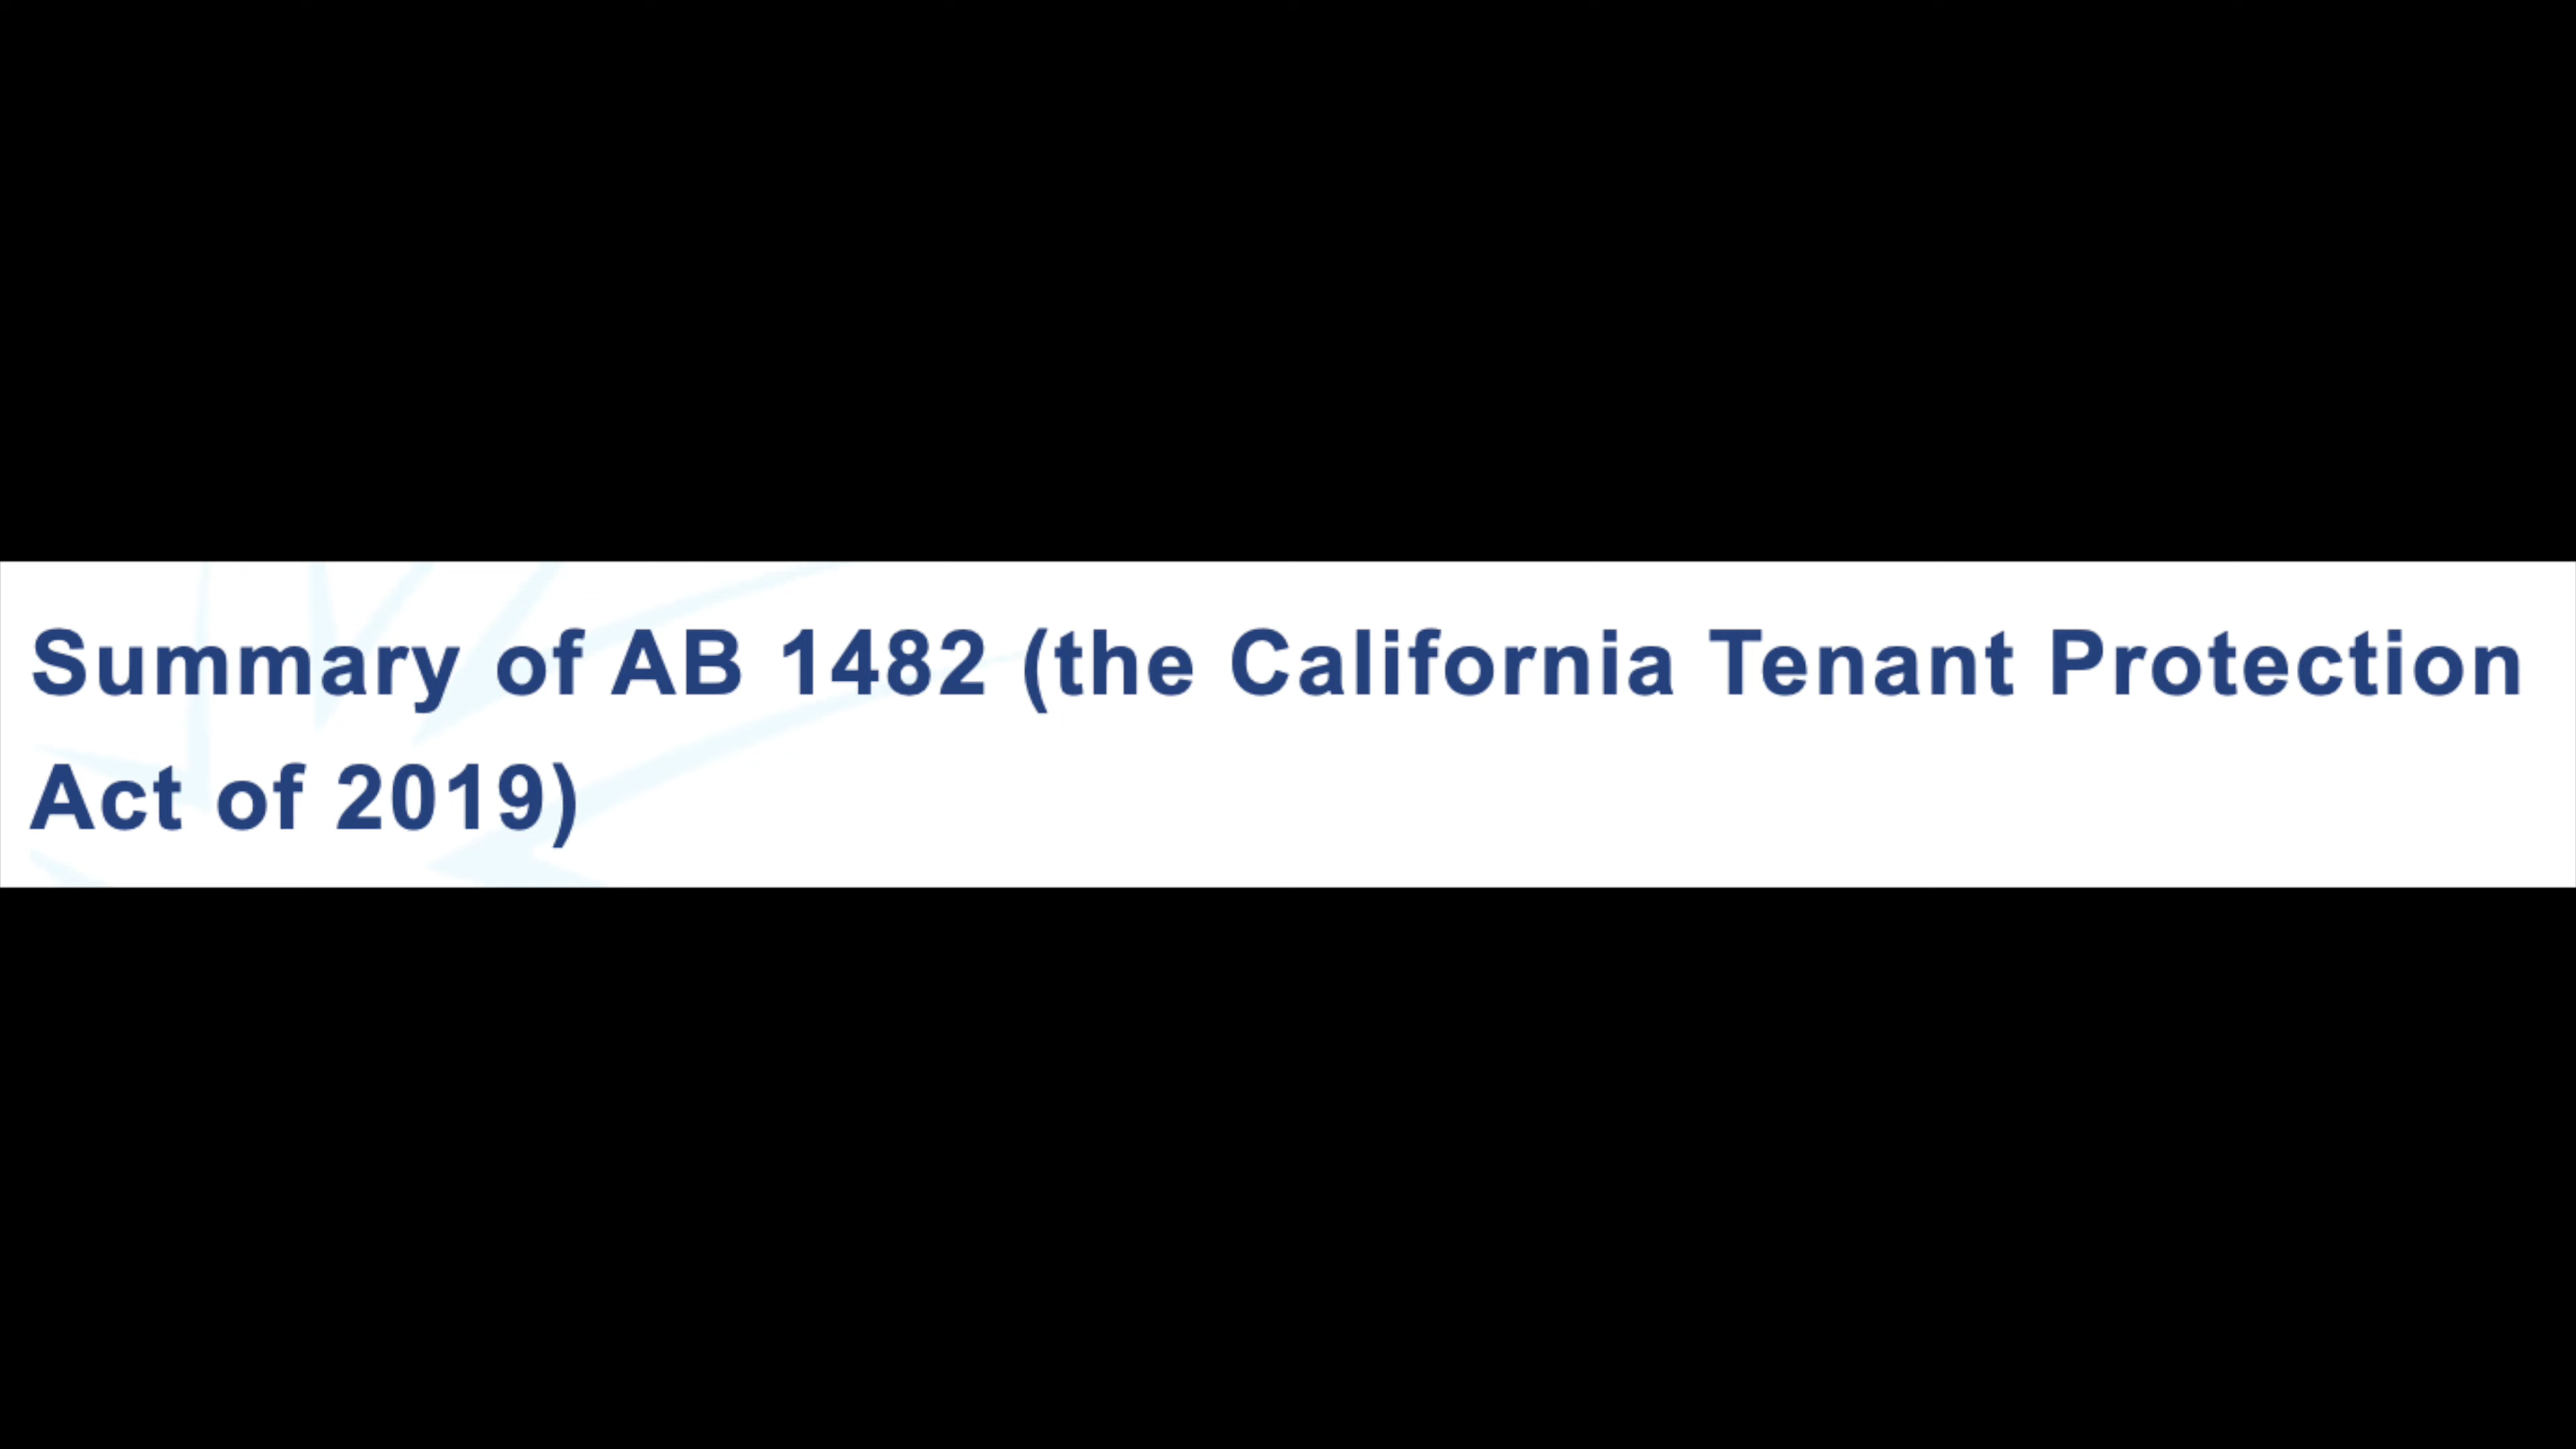 Summary of AB 1482 (the California Tenant Protection
Act of 2019)